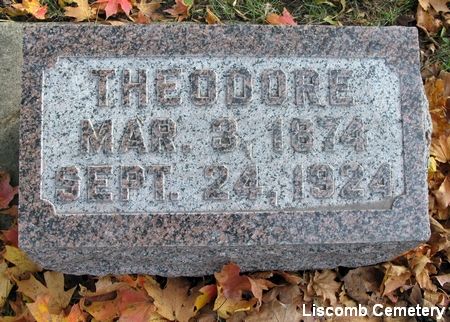 THEODORE
MAR. 3, 1874
SEPT. 24, 1924
Liscomb Cemetery